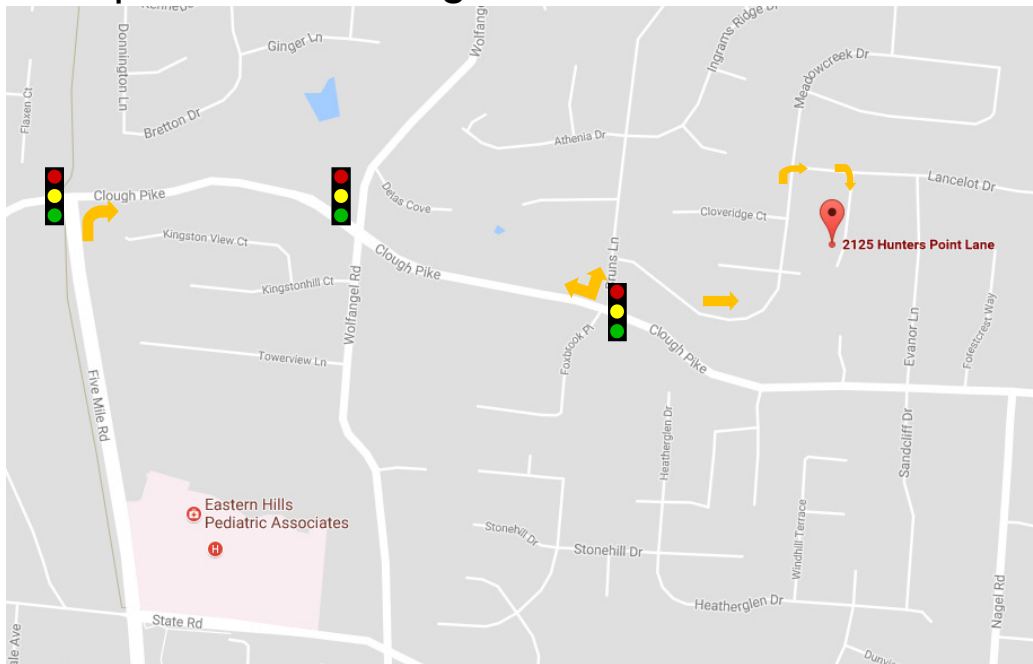 Ginger Ln
Donnington Ln
Bretton Dr
Flaxen Ct
Ingrams Ridge Dr
Meadowcreek Dr
Athenia Dr
Lancelot Dr
Clough Pike
Delas Cove
Cloveridge Ct
Kingston View Ct
2125 Hunters Point Lane
Clough Pike
Bruns Ln
Kingstonhill Ct
Wolfangel Rd
Foxbrook Pl
Clough Pike
Evanor Ln
Forestcrest Way
Towerview Ln
Five Mile Rd
Heatherglen Dr
Sandcliff Dr
Eastern Hills
Pediatric Associates
H
Windhill Terrace
Stonehill Dr
Stonehill Dr
Heatherglen Dr
Nagel Rd
State Rd